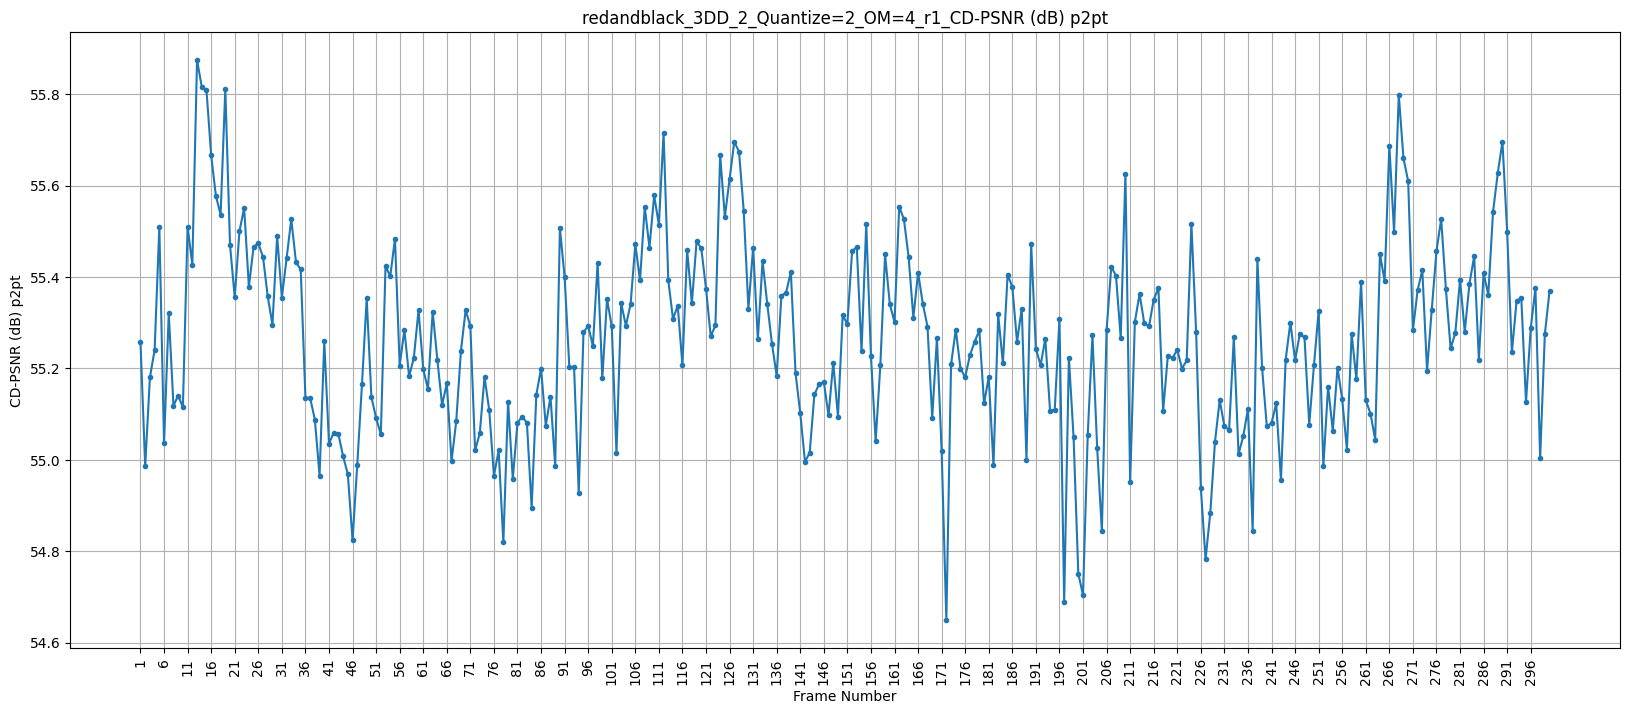 redandblack_3DD_2_Quantize=2_OM=4_r1_CD-PSNR (dB) p2pt
CD-PSNR (dB) p2pt
55.8
55.6
55.4
55.2
55.0
54.8
54.6
1 6 11 16 21 26 31 36 41 46 51 56 61 66 71 76 81 86 91 96 101 106 111 116 121 126 131 136 141 146 151 156 161 166 171 176 181 186 191 196 201 206 211 216 221 226 231 236 241 246 251 256 261 266 271 276 281 286 291 296
Frame Number